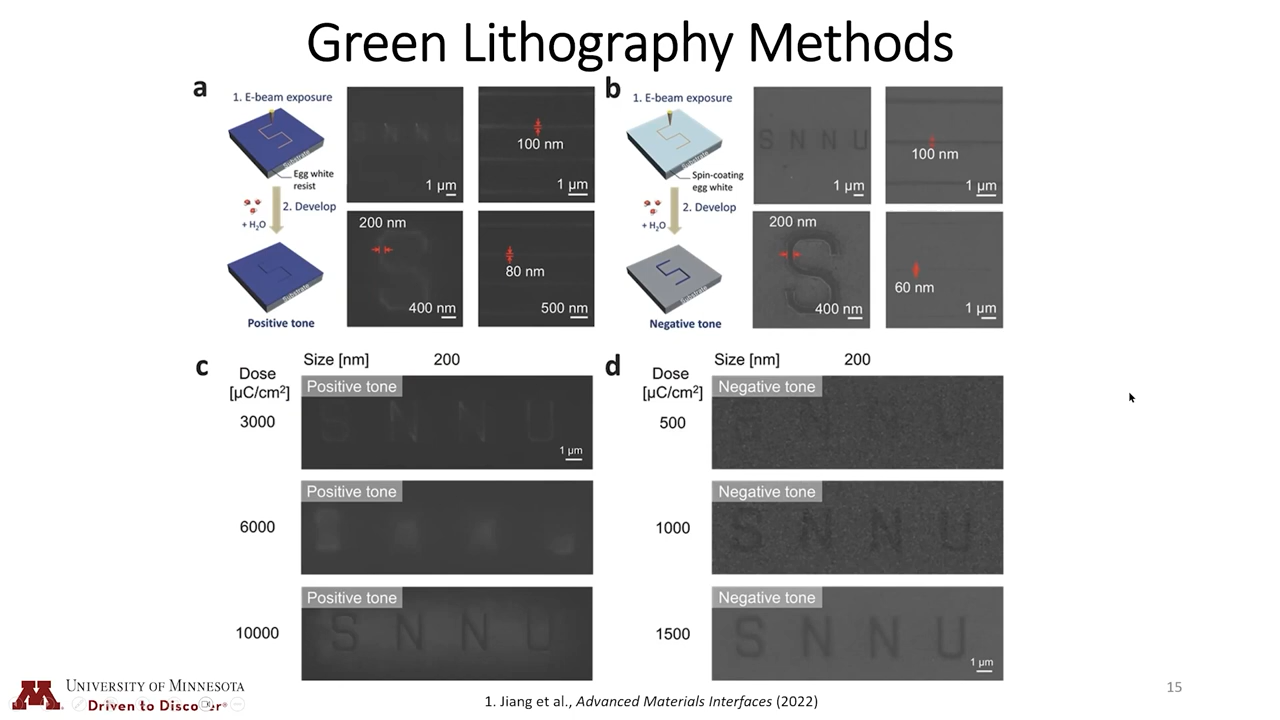 Green Lithography Methods
a
1. E-beam exposure
Substrate
Egg white
resist
2. Develop
+ H₂O
Substrate
Positive tone
S N N U
1 μm
100 nm
1 μm
200 nm
S
400 nm
80 nm
500 nm
b
1. E-beam exposure
Substrate
Spin-coating
egg white
2. Develop
+ H₂O
Substrate
Negative tone
S N N U
1 μm
100 nm
1 μm
200 nm
S
400 nm
60 nm
1 μm
c
Size [nm] 200
Dose
[μC/cm²]
3000
Positive tone
S N N U
1 μm
6000
Positive tone
10000
Positive tone
S N N U
d
Size [nm] 200
Dose
[μC/cm²]
500
Negative tone
S N N U
1000
Negative tone
S N N U
1500
Negative tone
S N N U
1 μm
M
UNIVERSITY OF MINNESOTA
Driven to Discover®
1. Jiang et al., Advanced Materials Interfaces (2022)
15